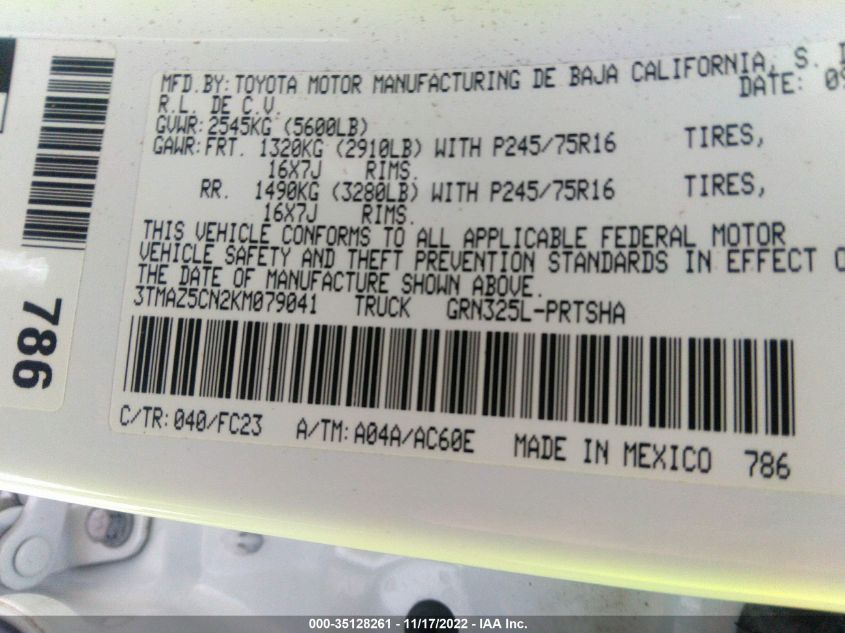 MFD.BY:TOYOTA MOTOR MANUFACTURING DE BAJA CALIFORNIA, S.
R.L. DE C.V. DATE:
GVWR:2545KG (5600LB)
GAWR:FRT. 1320KG (2910LB) WITH P245/75R16 TIRES,
16X7J RIMS.
RR. 1490KG (3280LB) WITH P245/75R16 TIRES,
16X7J RIMS.
THIS VEHICLE CONFORMS TO ALL APPLICABLE FEDERAL MOTOR
VEHICLE SAFETY AND THEFT PREVENTION STANDARDS IN EFFECT
THE DATE OF MANUFACTURE SHOWN ABOVE.
3TMAZ5CN2KM079041 TRUCK GRN325L-PRTSHA
C/TR:040/FC23 A/TM:A04A/AC60E MADE IN MEXICO 786
786
000-35128261 - 11/17/2022 - IAA Inc.